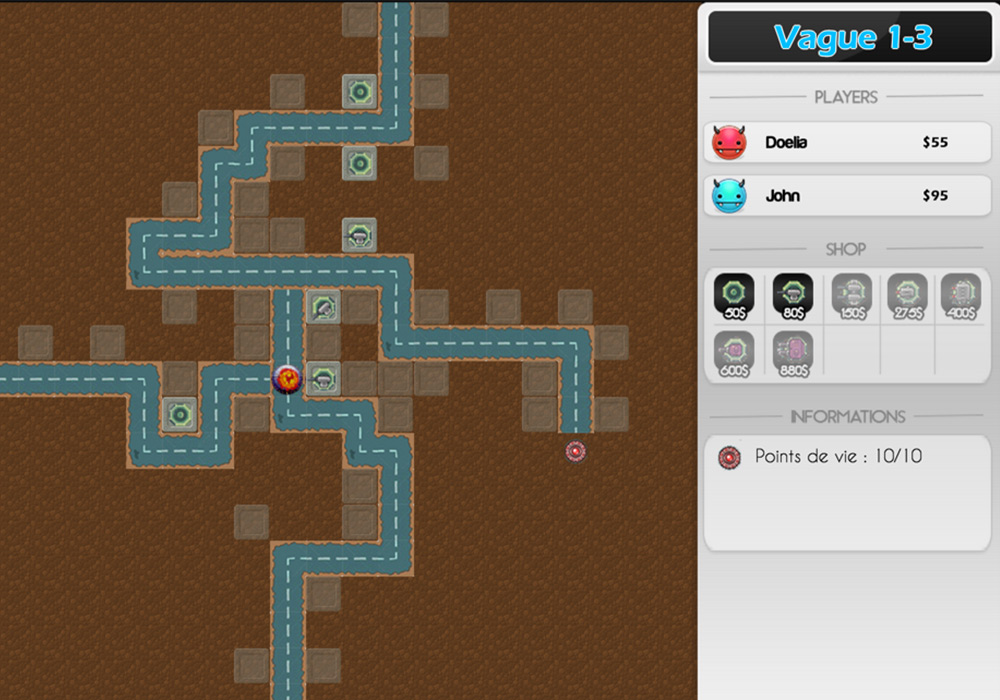 Vague 1-3
PLAYERS
Doelia $55
John $95
SHOP
50$ 80$ 150$ 275$ 400$
600$ 880$
INFORMATIONS
Points de vie : 10/10